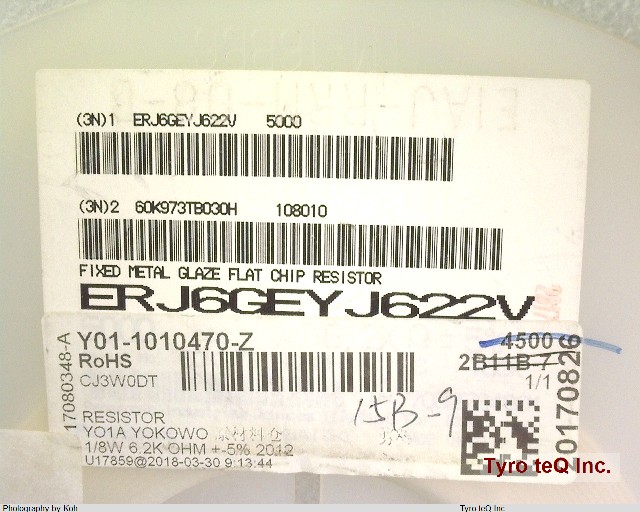 (3N)1 ERJ6GEYJ622V 5000
(3N)2 60K973TB030H 108010
FIXED METAL GLAZE FLAT CHIP RESISTOR
ERJ6GEYJ622V
17080348-A
Y01-1010470-Z
4500
RoHS
2B11B-7
CJ3W0DT
1/1
15B-9
RESISTOR
Y01A YOKOWO
1/8W 6.2K OHM +-5% 2012
U17859@2018-03-30 9:13:44
20170826
Tyro teQ Inc.
Photography by Koh
Tyro teQ Inc